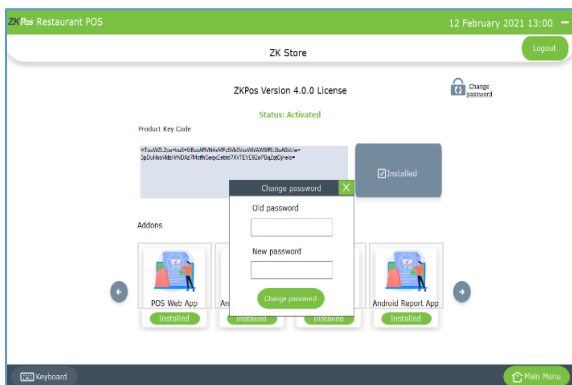 ZKPos Restaurant POS
12 February 2021 13:00
ZK Store
Logout
ZKPos Version 4.0.0 License
Change password
Status: Activated
Product Key Code
Installed
Change password X
Old password
New password
Change password
Addons
POS Web App
An
Android Report App
Installed
Installed
Installed
Installed
Keyboard
Main Menu